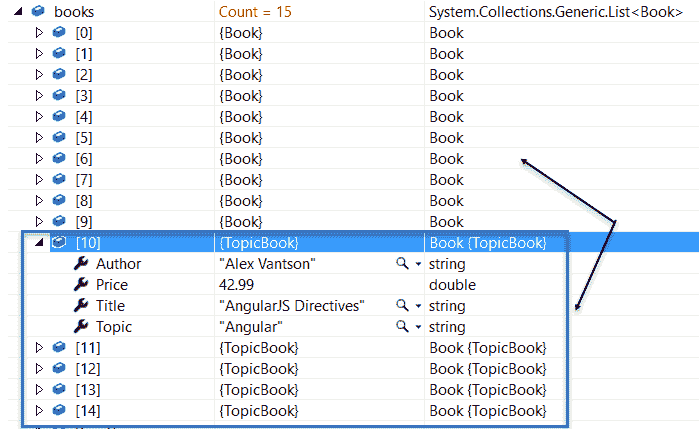 books Count = 15 System.Collections.Generic.List<Book>
[0] {Book} Book
[1] {Book} Book
[2] {Book} Book
[3] {Book} Book
[4] {Book} Book
[5] {Book} Book
[6] {Book} Book
[7] {Book} Book
[8] {Book} Book
[9] {Book} Book
[10] {TopicBook} Book {TopicBook}
Author "Alex Vantson" string
Price 42.99 double
Title "AngularJS Directives" string
Topic "Angular" string
[11] {TopicBook} Book {TopicBook}
[12] {TopicBook} Book {TopicBook}
[13] {TopicBook} Book {TopicBook}
[14] {TopicBook} Book {TopicBook}